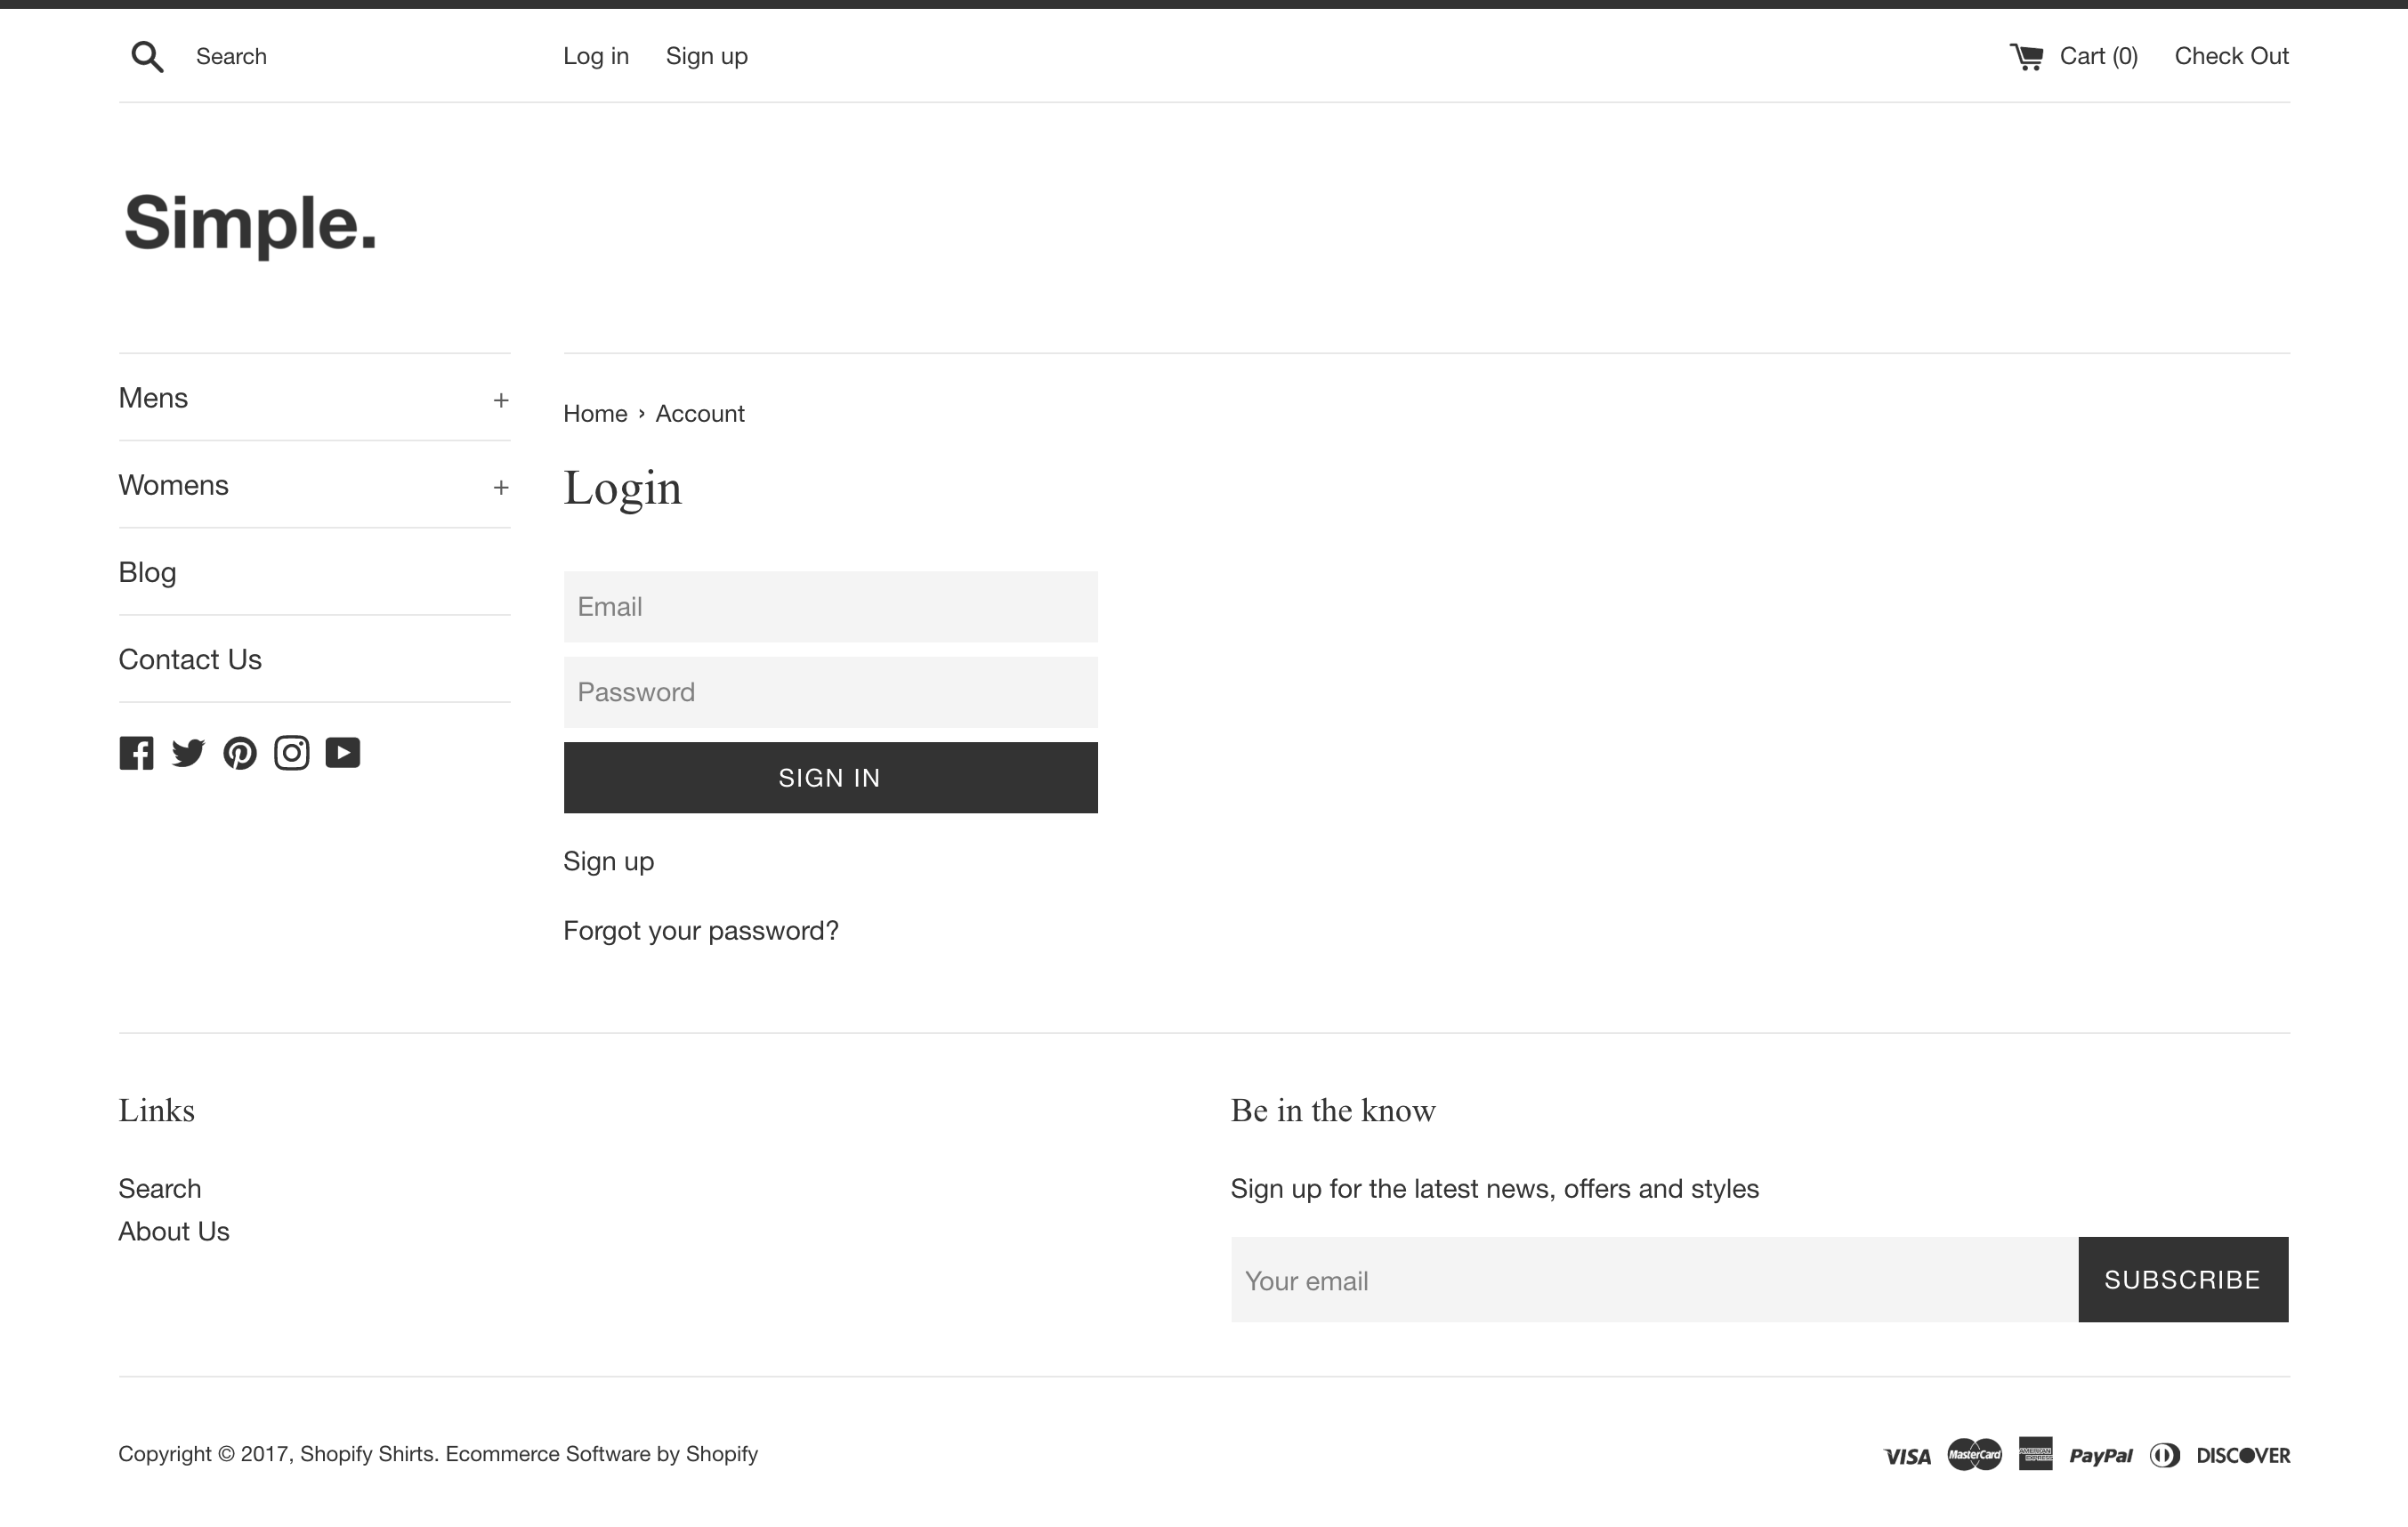 Search Log in Sign up Cart (0) Check Out
Simple.
Mens +
Womens +
Blog
Contact Us
Home › Account
Login
Email
Password
SIGN IN
Sign up
Forgot your password?
Links
Search
About Us
Be in the know
Sign up for the latest news, offers and styles
Your email SUBSCRIBE
Copyright © 2017, Shopify Shirts. Ecommerce Software by Shopify
VISA MasterCard AMERICAN EXPRESS PayPal DISCOVER